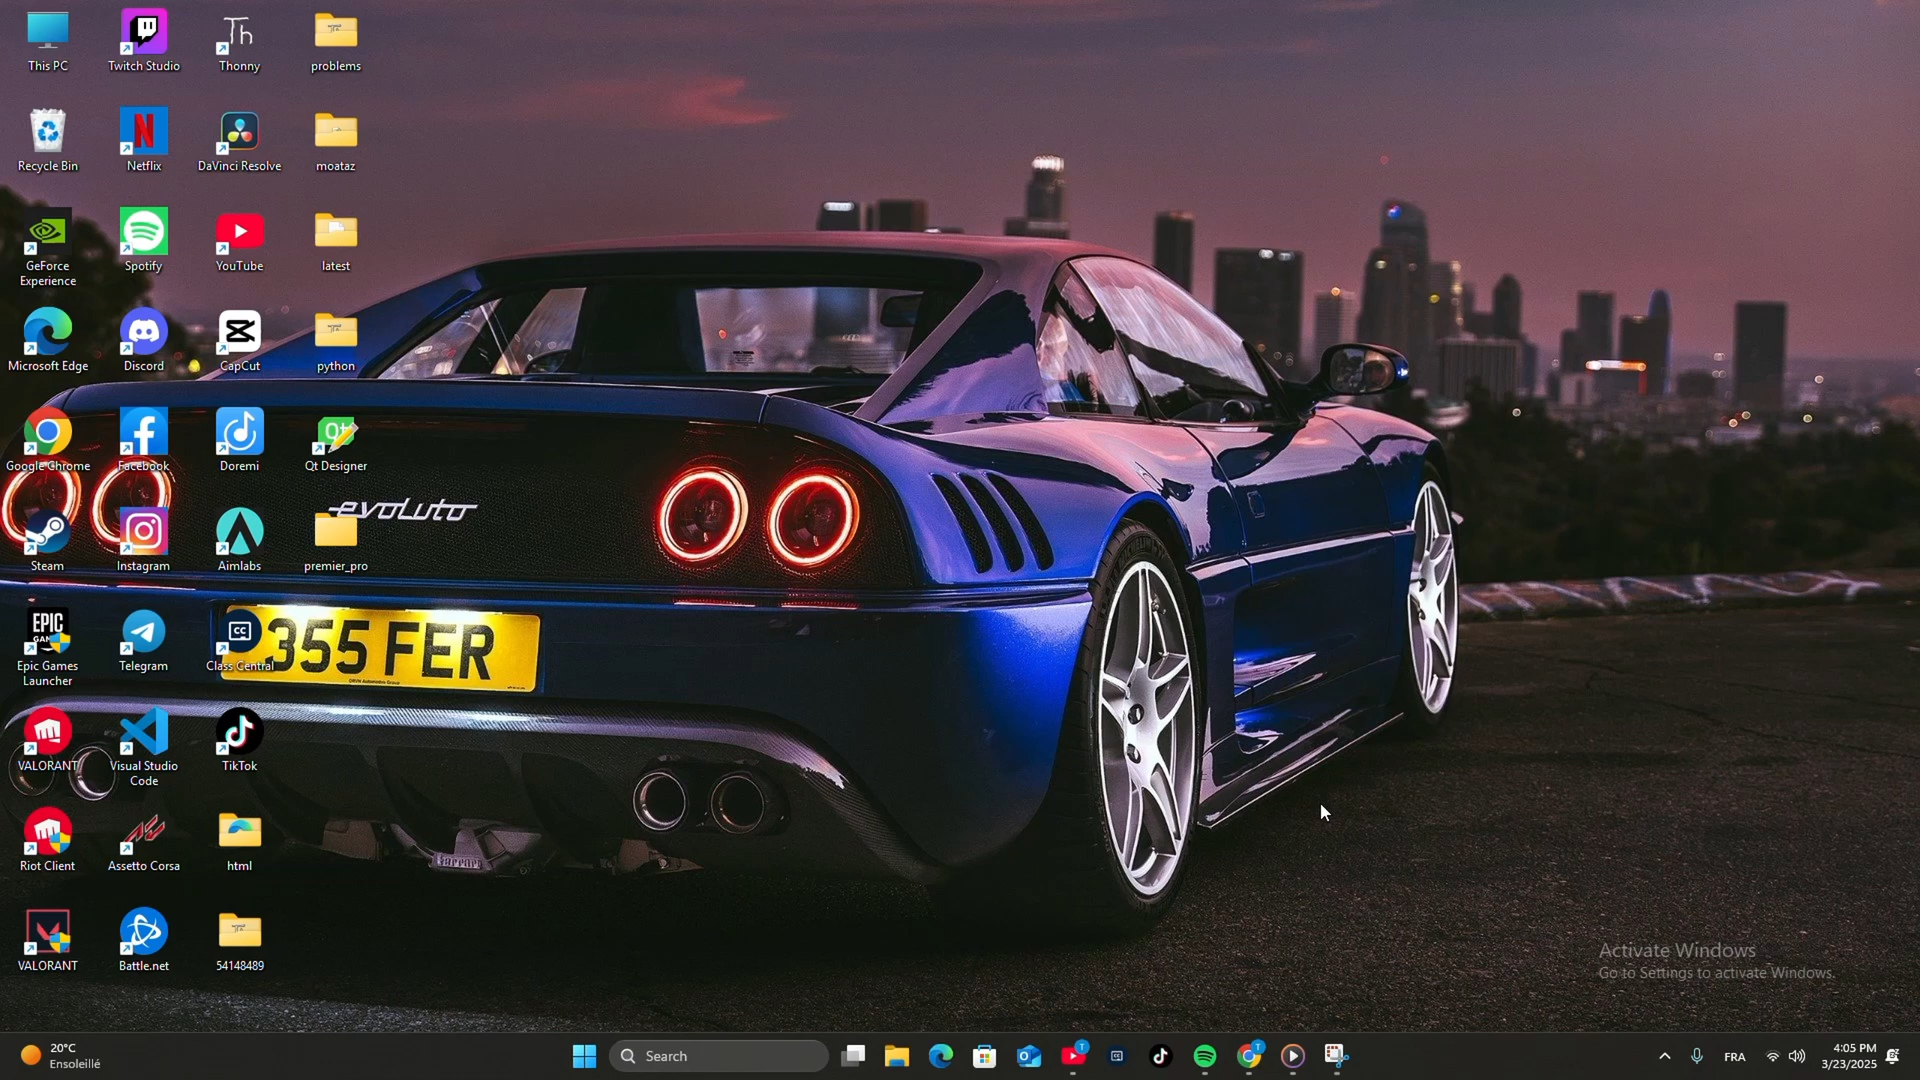 This PC
Twitch Studio
Thonny
problems
Recycle Bin
Netflix
DaVinci Resolve
moataz
GeForce
Experience
Spotify
YouTube
latest
Microsoft Edge
Discord
CapCut
python
Google Chrome
Facebook
Doremi
Qt Designer
evoluto
Steam
Instagram
Aimlabs
premier_pro
355 FER
Epic Games
Launcher
Telegram
Class Central
VALORANT
Visual Studio
Code
TikTok
Riot Client
Assetto Corsa
html
VALORANT
Battle.net
54148489
Activate Windows
Go to Settings to activate Windows.
20°C
Ensoleillé
Search
FRA
4:05 PM
3/23/2025